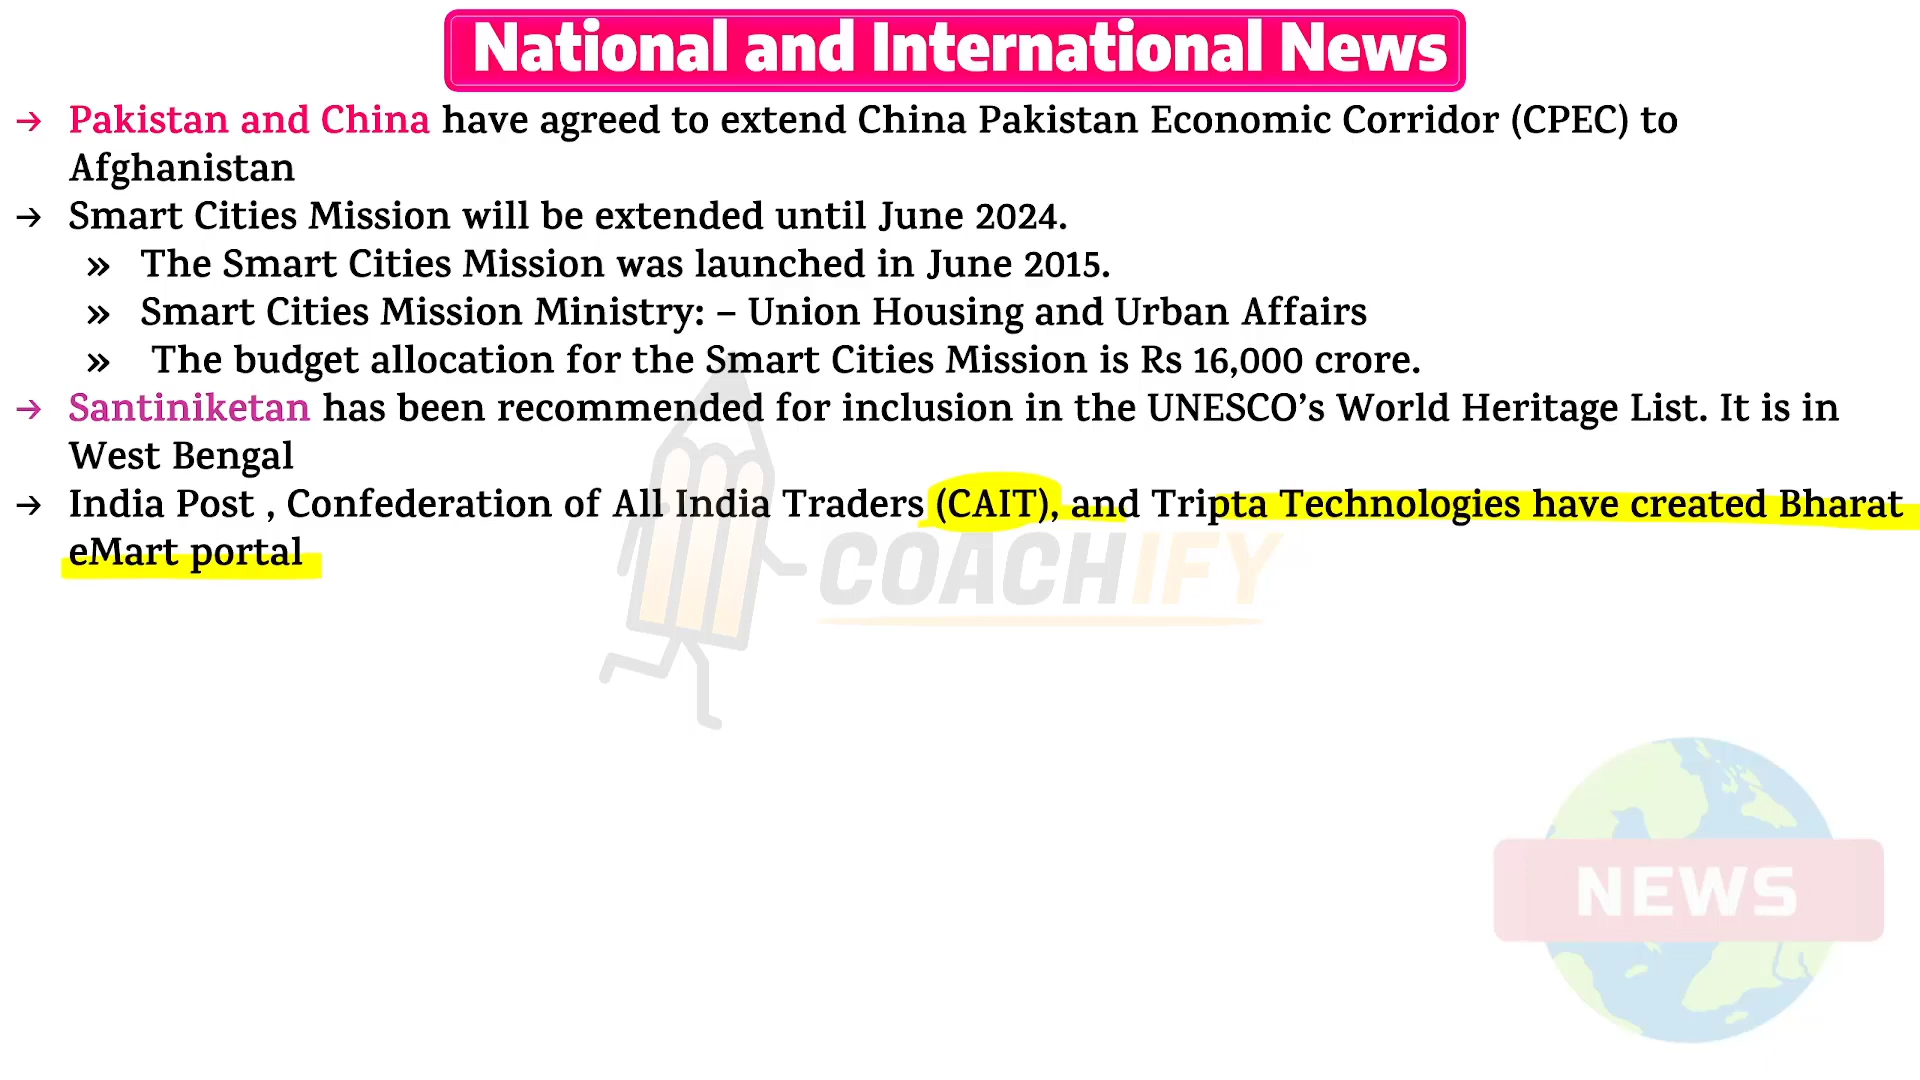 National and International News
→ Pakistan and China have agreed to extend China Pakistan Economic Corridor (CPEC) to
Afghanistan
→ Smart Cities Mission will be extended until June 2024.
» The Smart Cities Mission was launched in June 2015.
» Smart Cities Mission Ministry: – Union Housing and Urban Affairs
» The budget allocation for the Smart Cities Mission is Rs 16,000 crore.
→ Santiniketan has been recommended for inclusion in the UNESCO’s World Heritage List. It is in
West Bengal
→ India Post , Confederation of All India Traders (CAIT), and Tripta Technologies have created Bharat
eMart portal
COACHIFY
NEWS